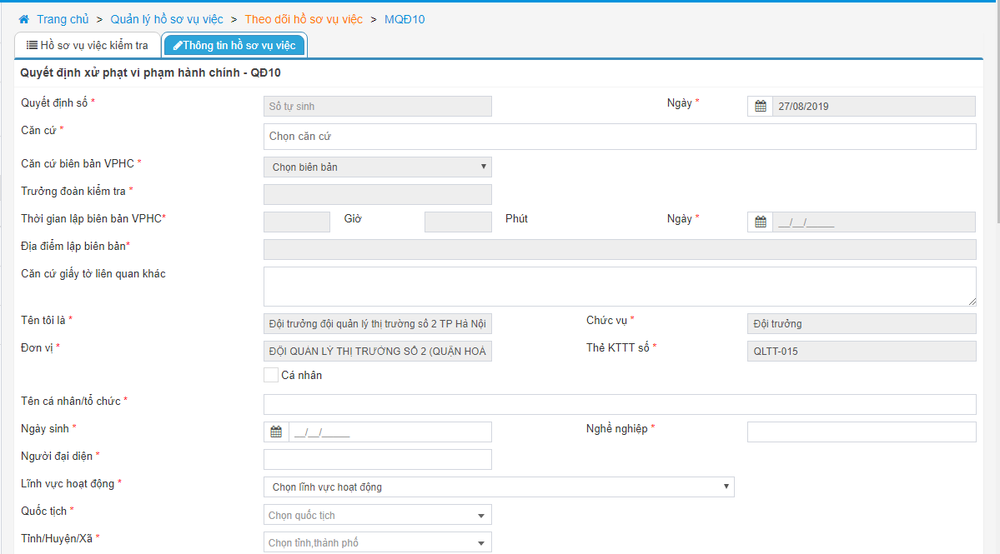 Trang chủ > Quản lý hồ sơ vụ việc > Theo dõi hồ sơ vụ việc > MQĐ10
Hồ sơ vụ việc kiểm tra Thông tin hồ sơ vụ việc
Quyết định xử phạt vi phạm hành chính - QĐ10
Quyết định số * Số tự sinh Ngày * 27/08/2019
Căn cứ * Chọn căn cứ
Căn cứ biên bản VPHC * Chọn biên bản
Trưởng đoàn kiểm tra *
Thời gian lập biên bản VPHC* Giờ Phút Ngày * __/__/____
Địa điểm lập biên bản*
Căn cứ giấy tờ liên quan khác
Tên tôi là * Đội trưởng đội quản lý thị trường số 2 TP Hà Nội Chức vụ * Đội trưởng
Đơn vị * ĐỘI QUẢN LÝ THỊ TRƯỜNG SỐ 2 (QUẬN HOÀ Thẻ KTTT số * QLTT-015
Cá nhân
Tên cá nhân/tổ chức *
Ngày sinh * __/__/____ Nghề nghiệp *
Người đại diện *
Lĩnh vực hoạt động * Chọn lĩnh vực hoạt động
Quốc tịch * Chọn quốc tịch
Tỉnh/Huyện/Xã * Chọn tỉnh,thành phố